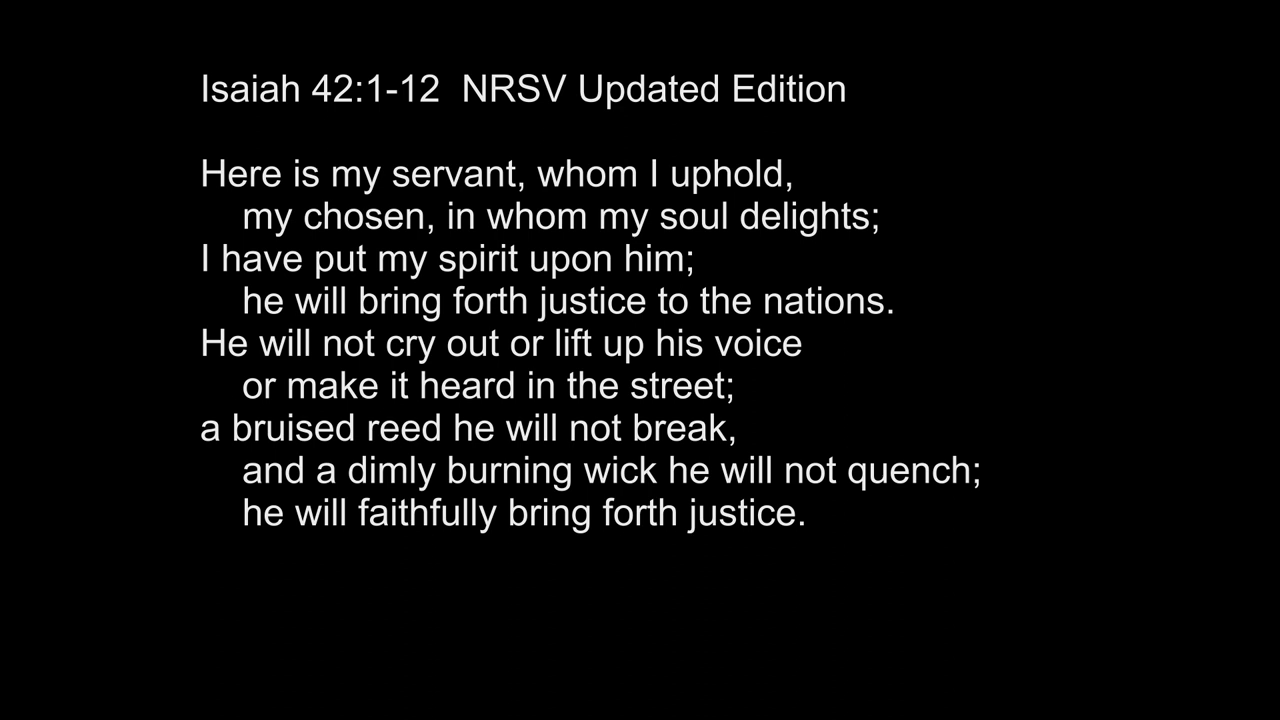 Isaiah 42:1-12  NRSV Updated Edition
Here is my servant, whom I uphold,
my chosen, in whom my soul delights;
I have put my spirit upon him;
he will bring forth justice to the nations.
He will not cry out or lift up his voice
or make it heard in the street;
a bruised reed he will not break,
and a dimly burning wick he will not quench;
he will faithfully bring forth justice.